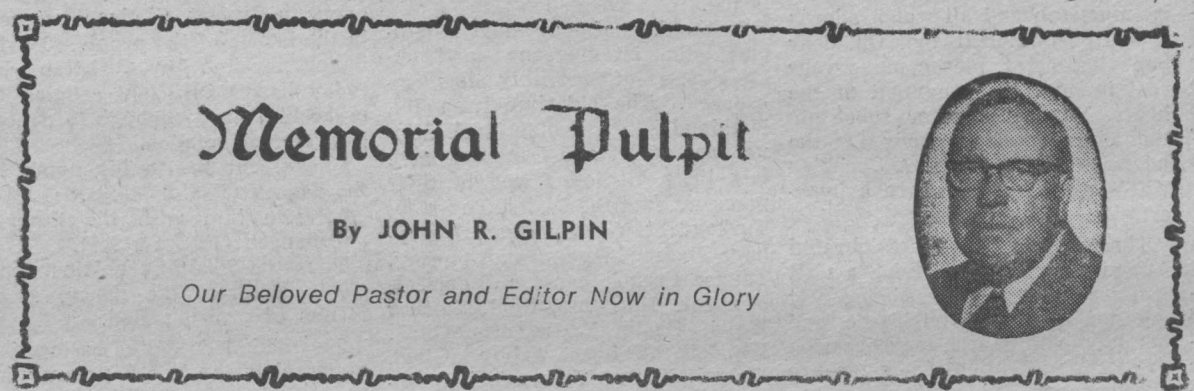 Memorial Pulpit
By JOHN R. GILPIN
Our Beloved Pastor and Editor Now in Glory